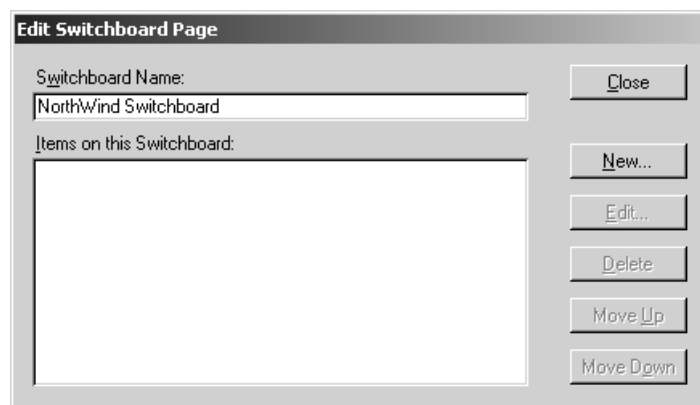 Edit Switchboard Page
Switchboard Name:
Close
NorthWind Switchboard
Items on this Switchboard:
New...
Edit...
Delete
Move Up
Move Down